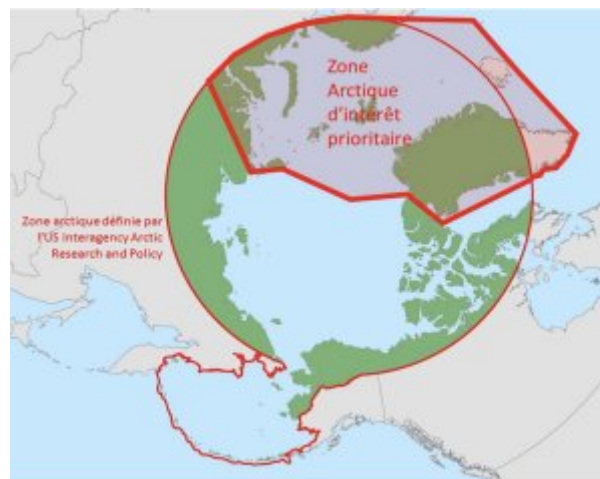 Zone
Arctique
d'intérêt
prioritaire
Zone arctique définie par
l'US Interagency Arctic
Research and Policy